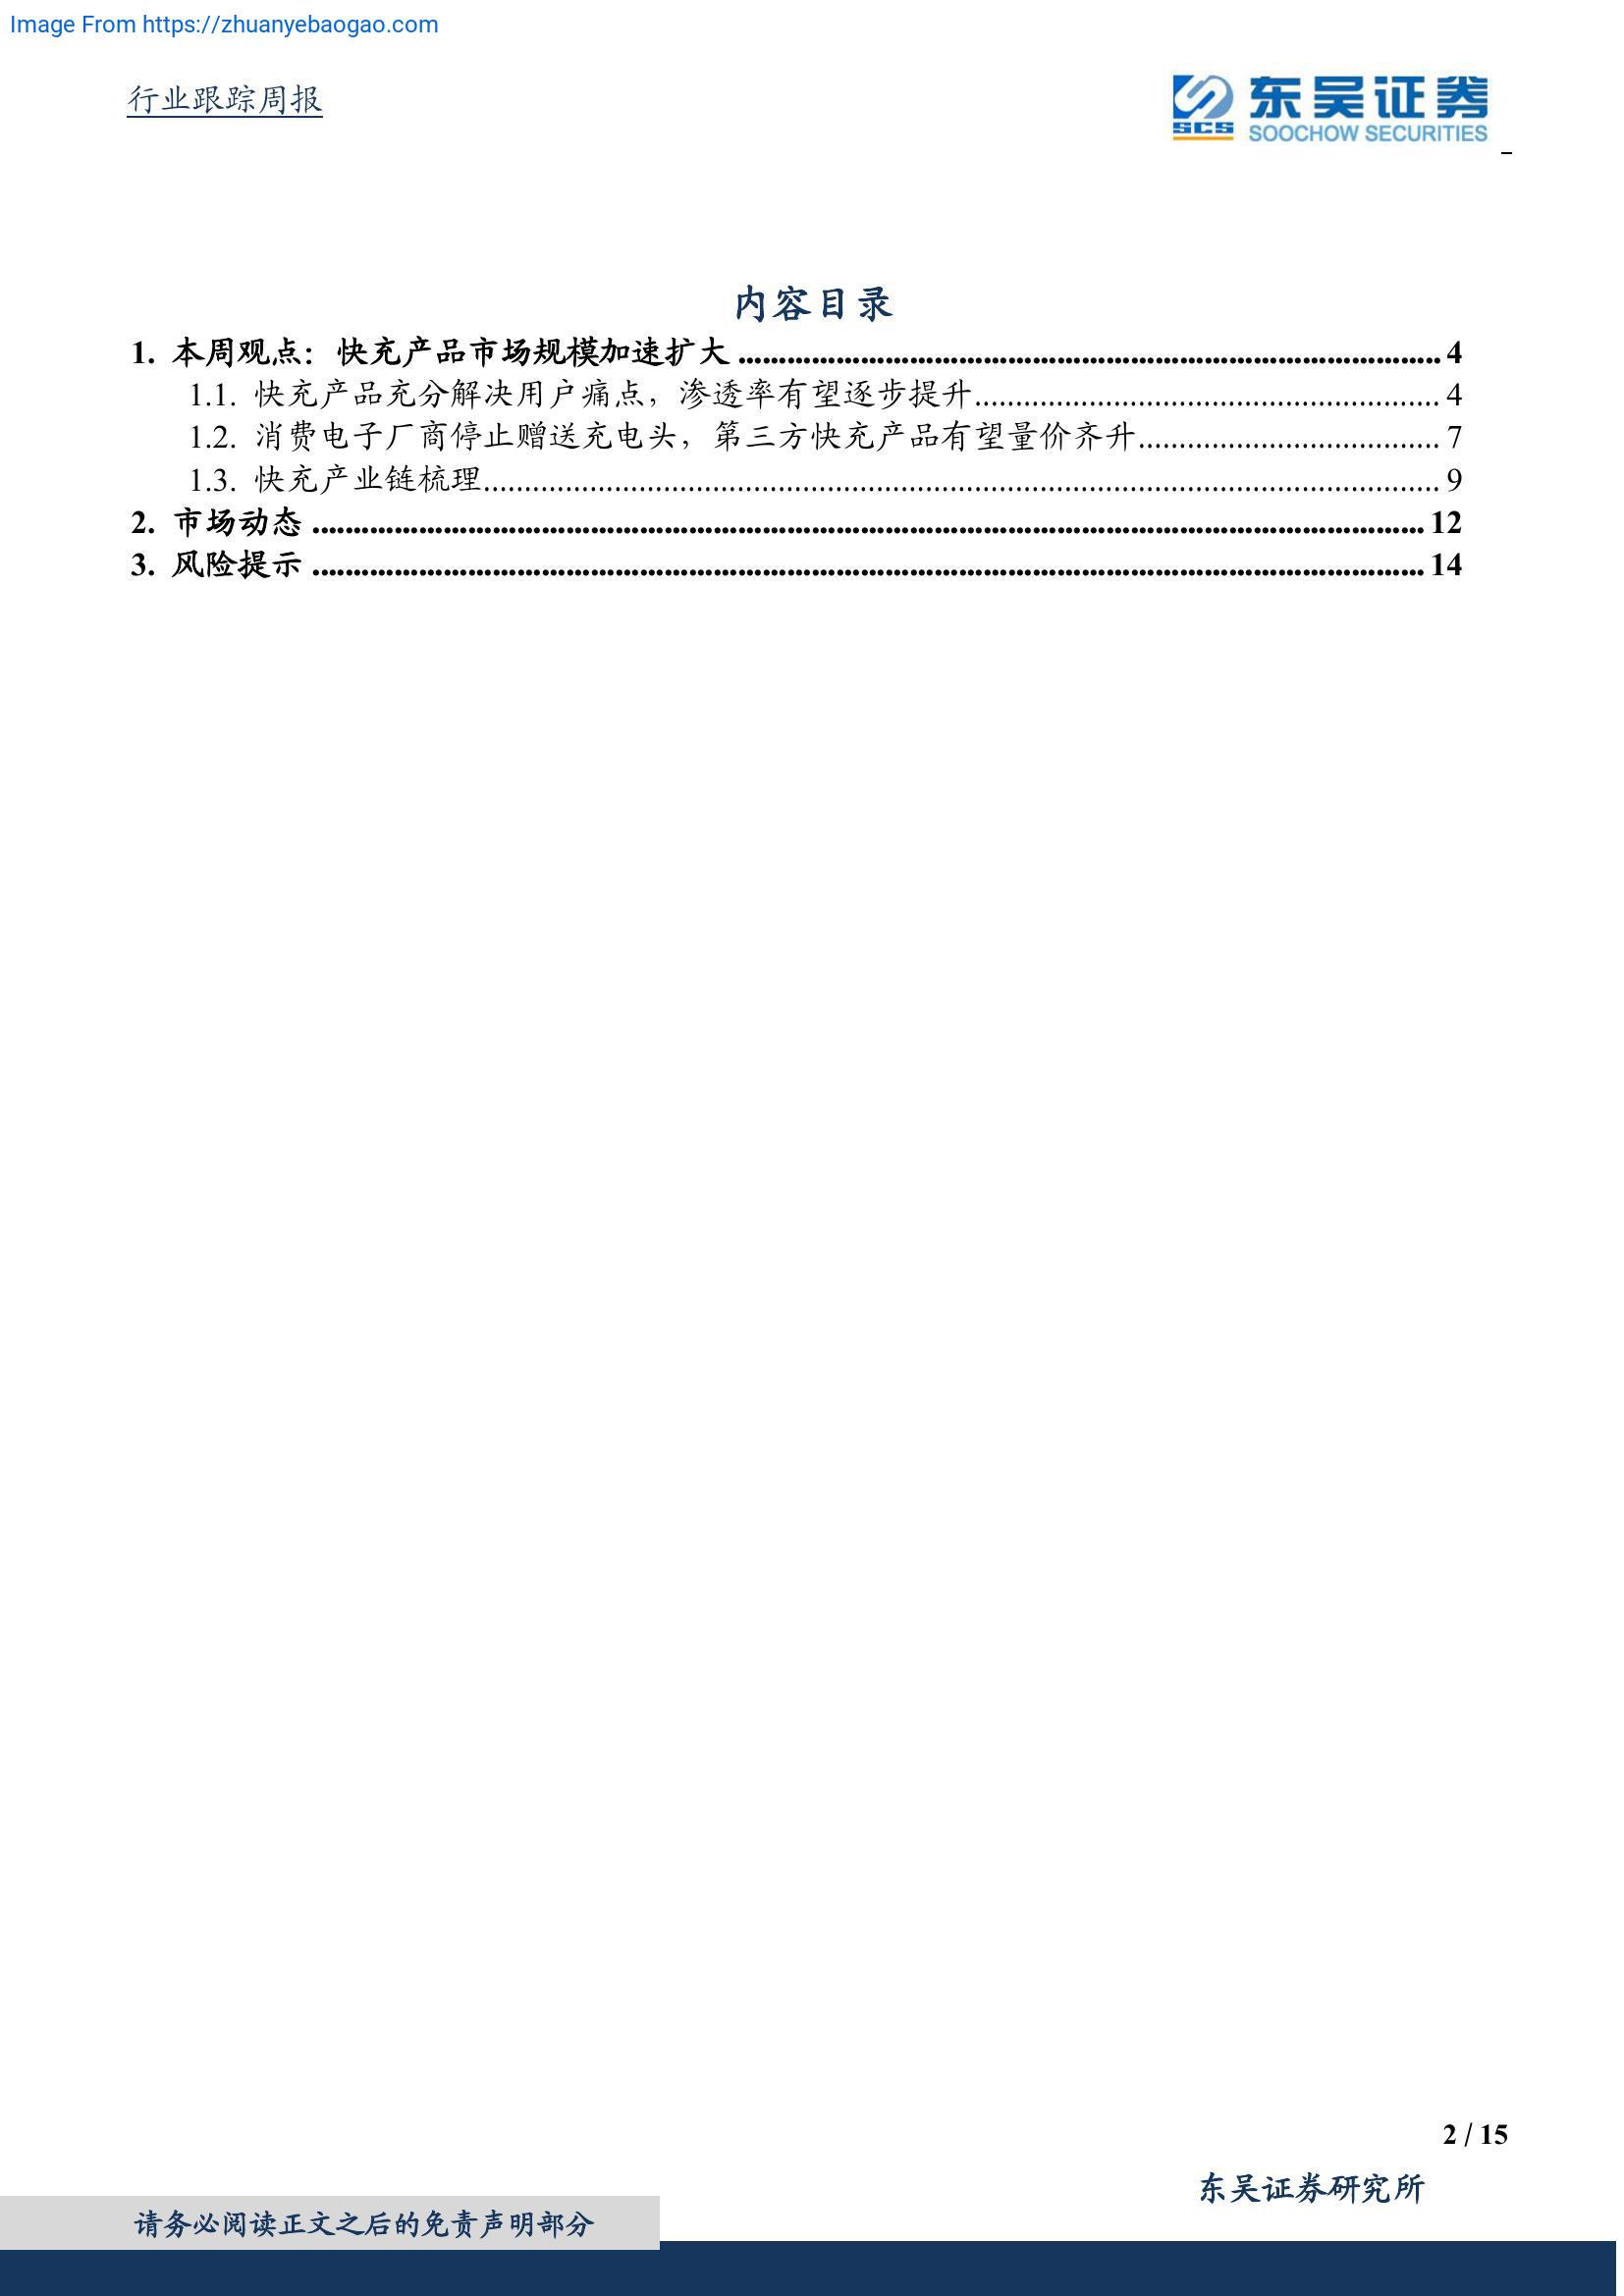 Image From https://zhuanyebaogao.com
行业跟踪周报
SCS 东吴证券
SOOCHOW SECURITIES
内容目录
1. 本周观点：快充产品市场规模加速扩大 ........................................ 4
1.1. 快充产品充分解决用户痛点，渗透率有望逐步提升 ........................................ 4
1.2. 消费电子厂商停止赠送充电头，第三方快充产品有望量价齐升 ........................................ 7
1.3. 快充产业链梳理 ........................................ 9
2. 市场动态 ........................................ 12
3. 风险提示 ........................................ 14
2 / 15
东吴证券研究所
请务必阅读正文之后的免责声明部分